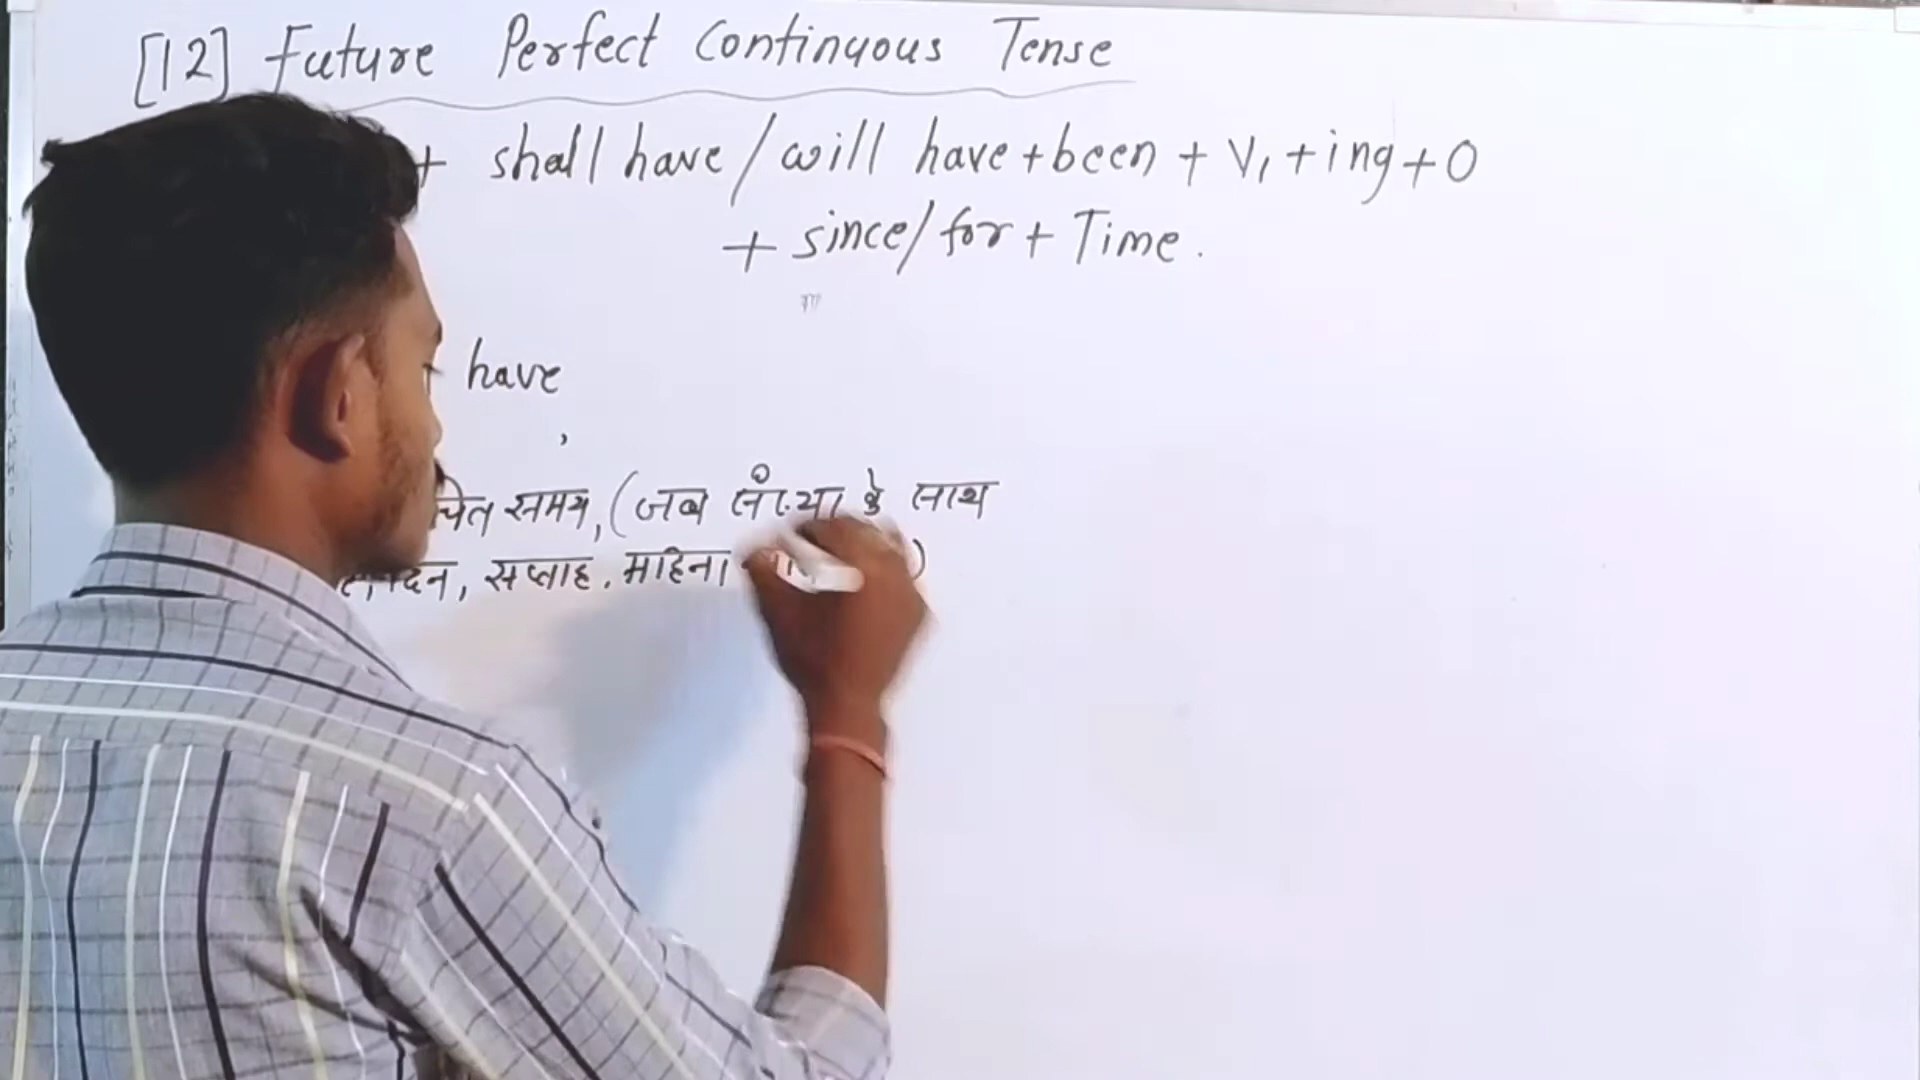 [12] Future Perfect Continuous Tense
+ shall have / will have + been + V₁ + ing + O
+ since / for + Time .
have
,
समय, (जब संख्या के साथ
दिन, सप्ताह, महिना )